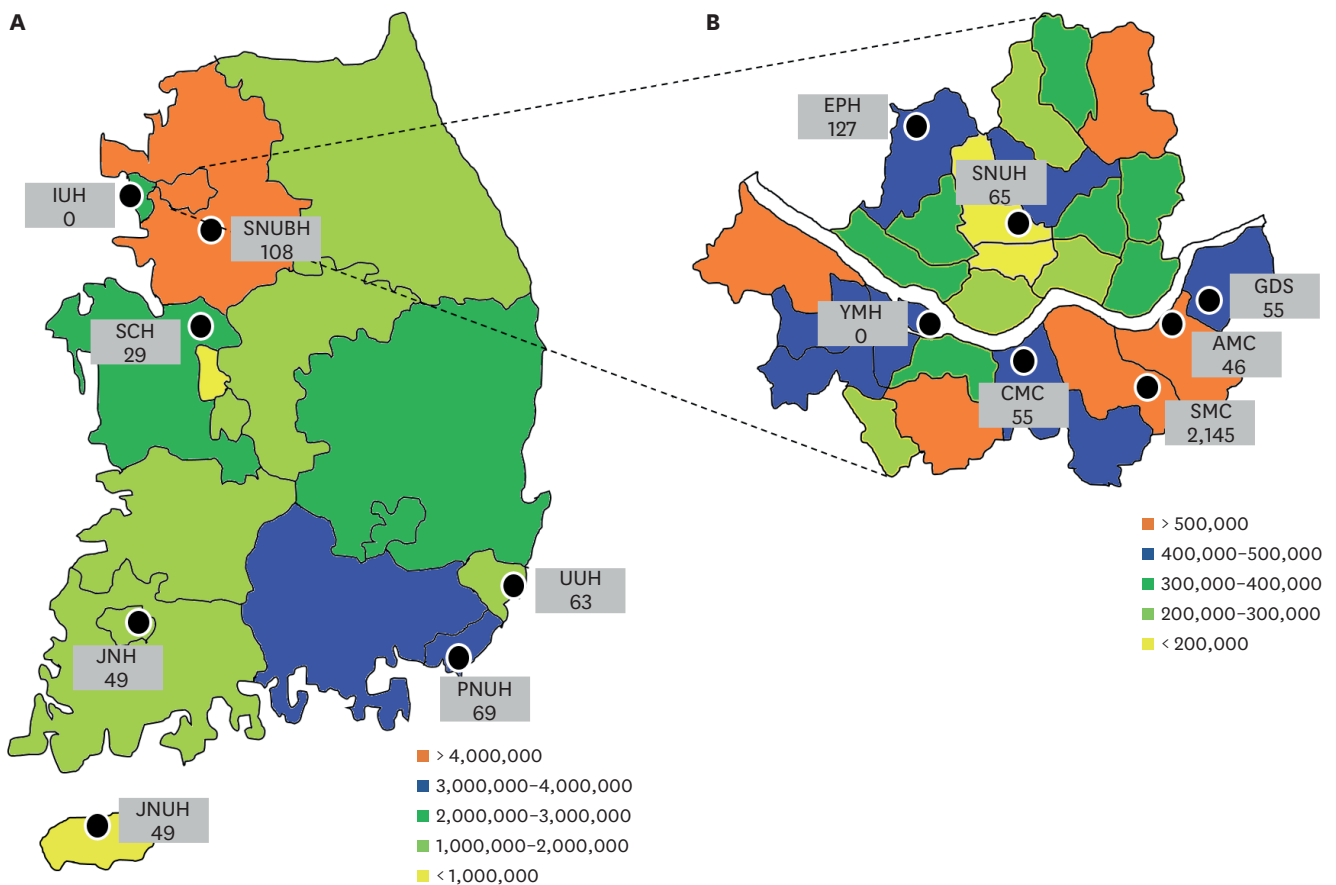 A
IUH
0
SNUBH
108
SCH
29
UUH
63
JNH
49
PNUH
69
JNUH
49
> 4,000,000
3,000,000–4,000,000
2,000,000–3,000,000
1,000,000–2,000,000
< 1,000,000
B
EPH
127
SNUH
65
GDS
55
YMH
0
AMC
46
CMC
55
SMC
2,145
> 500,000
400,000–500,000
300,000–400,000
200,000–300,000
< 200,000